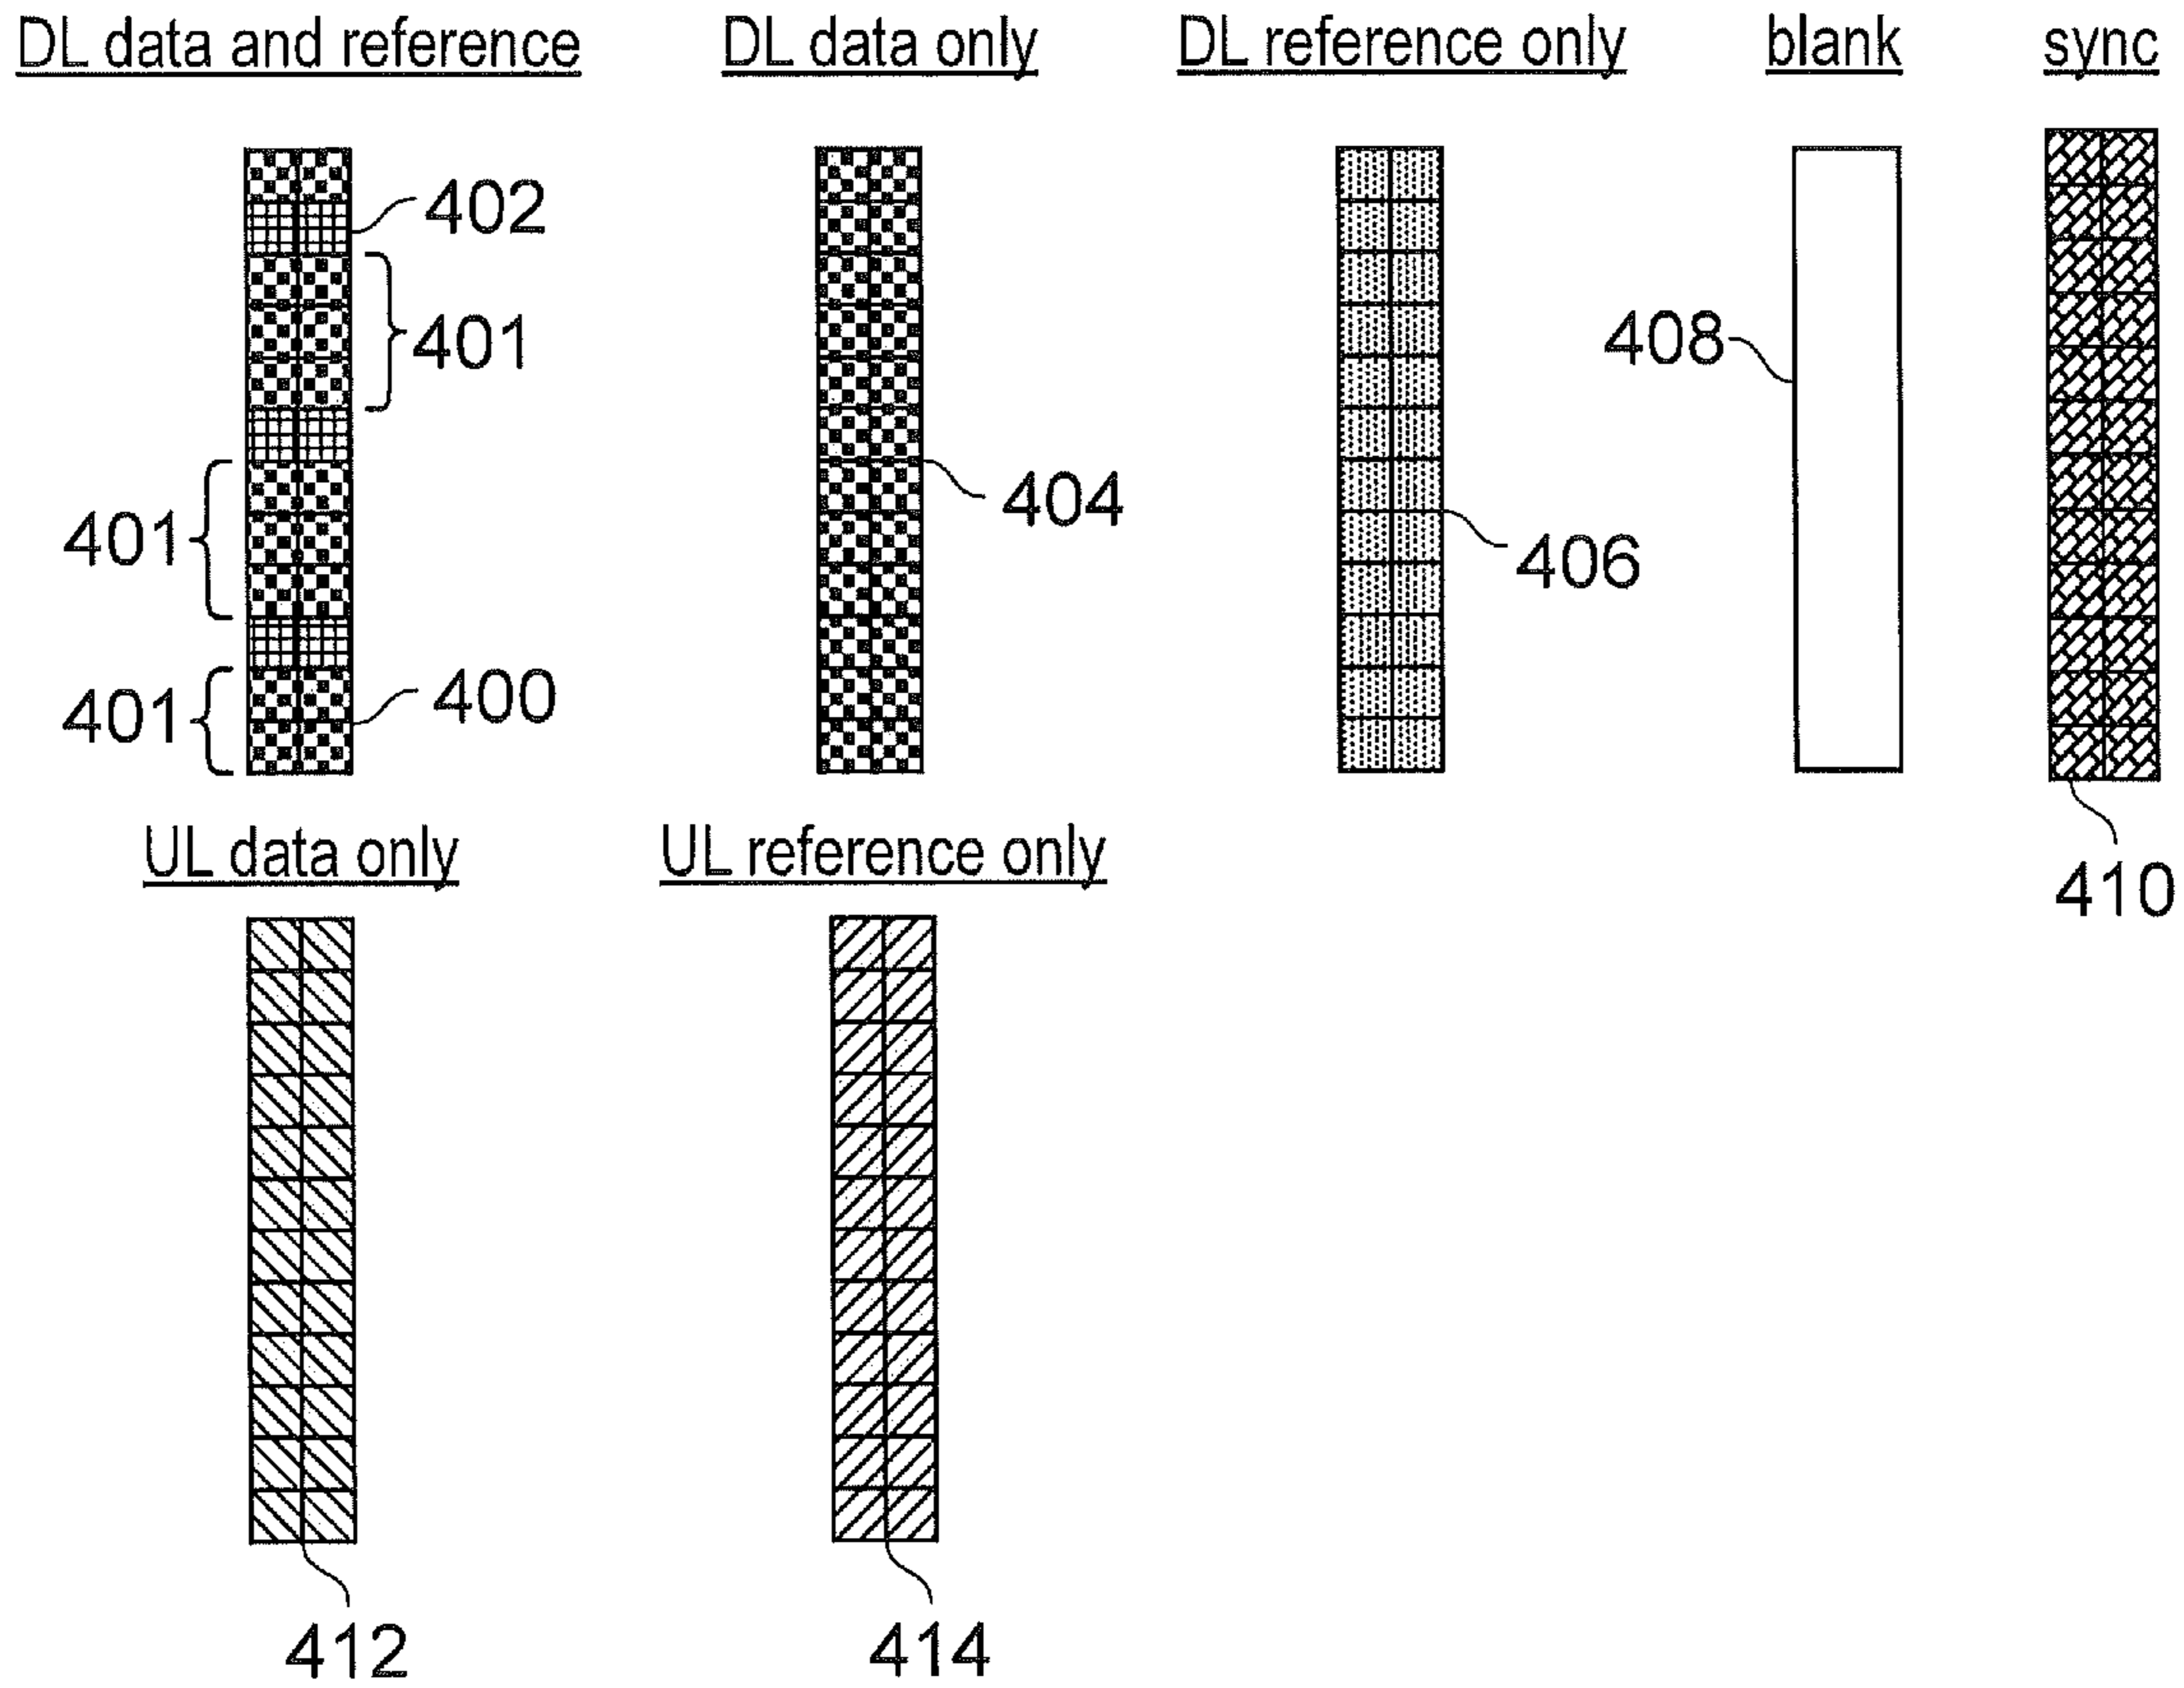 DL data and reference
DL data only
DL reference only
blank
sync
402
401
408
401
404
406
401
400
UL data only
UL reference only
410
412
414